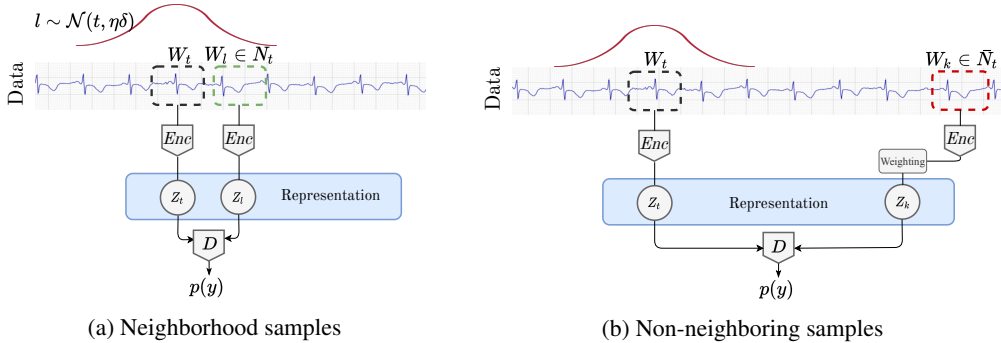 l ∼ 𝒩(t, ηδ)
W_t
W_l ∈ N_t
Data
Enc
Enc
Z_t
Z_l
Representation
D
p(y)
(a) Neighborhood samples
W_t
W_k ∈ N̄_t
Data
Enc
Enc
Weighting
Z_t
Representation
Z_k
D
p(y)
(b) Non-neighboring samples